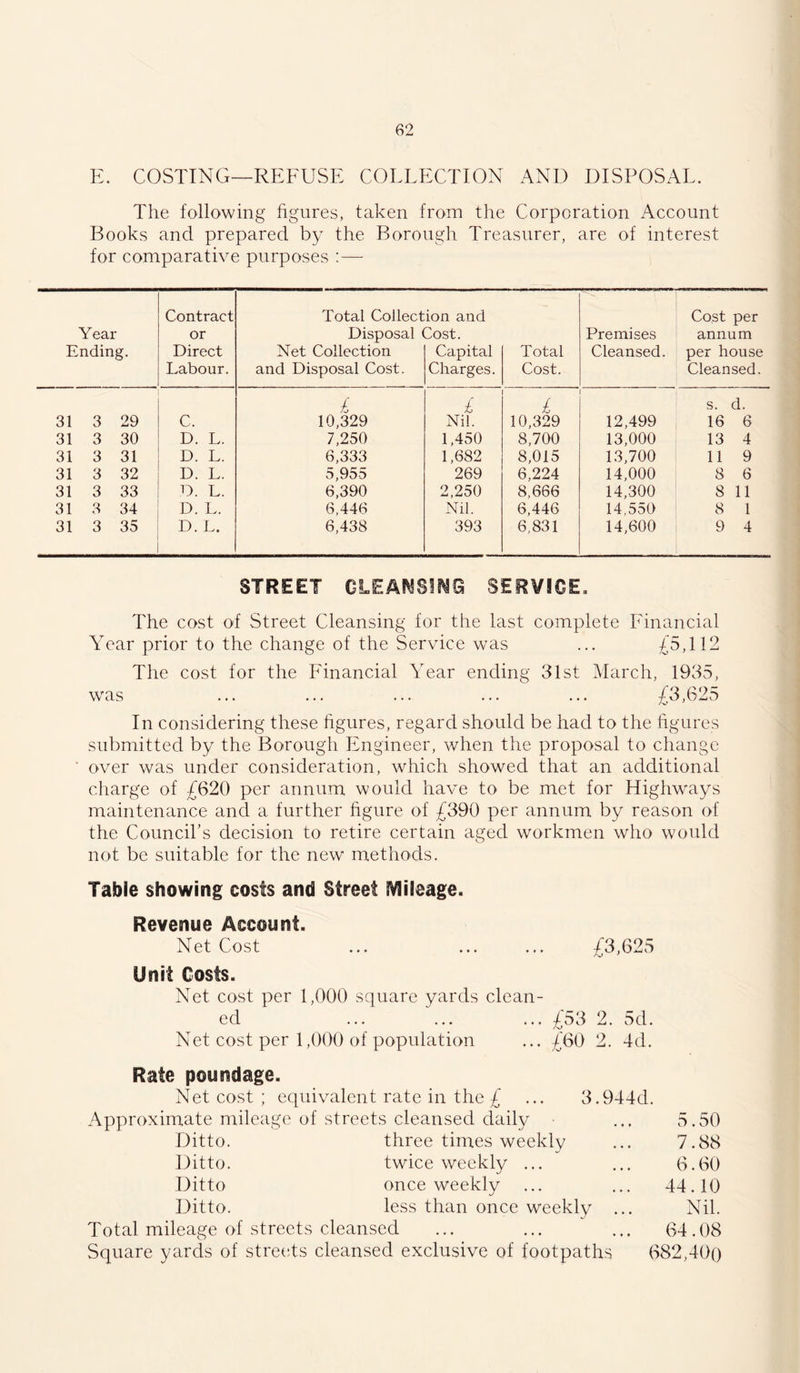 62
E. COSTING—REFUSE COLLECTION AND DISPOSAL.
The following figures, taken from the Corporation Account
Books and prepared by the Borough Treasurer, are of interest
for comparative purposes :—
Year Ending. | Contract or Direct Labour. | Total Collection and Disposal Cost. Net Collection and Disposal Cost. | Capital Charges. | Total Cost. | Premises Cleansed. | Cost per annum per house Cleansed.
£ £ £ s. d.
31 3 29 C. 10,329 Nil. 10,329 12,499 16 6
31 3 30 D. L. 7,250 1,450 8,700 13,000 13 4
31 3 31 D. L. 6,333 1,682 8,015 13,700 11 9
31 3 32 D. L. 5,955 269 6,224 14,000 8 6
31 3 33 D. L. 6,390 2,250 8,666 14,300 8 11
31 3 34 D. L. 6,446 Nil. 6,446 14,550 8 1
31 3 35 D. L. 6,438 393 6,831 14,600 9 4
STREET CLEANSING SERVICE.
The cost of Street Cleansing for the last complete Financial
Year prior to the change of the Service was ... £5,112
The cost for the Financial Year ending 31st March, 1935,
was ... ... ... ... ... £3,625
In considering these figures, regard should be had to the figures
submitted by the Borough Engineer, when the proposal to change
over was under consideration, which showed that an additional
charge of £620 per annum would have to be met for Highways
maintenance and a further figure of £390 per annum by reason of
the Council's decision to retire certain aged workmen who would
not be suitable for the new methods.
Table showing costs and Street Mileage.
Revenue Account.
Net Cost ... ... ... £3,625
Unit Costs.
Net cost per 1,000 square yards clean-
ed ... ... ... £53 2. 5d.
Net cost per 1,000 of population ... £60 2. 4d.
Rate poundage.
Net cost ; equivalent rate in the £ ... 3.944d.
Approximate mileage of streets cleansed daily ... 5.50
Ditto. three times weekly ... 7.88
Ditto. twice weekly ... ... 6.60
Ditto once weekly ... ... 44.10
Ditto. less than once weekly ... Nil.
Total mileage of streets cleansed ... ... ... 64.08
Square yards of streets cleansed exclusive of footpaths 682,400